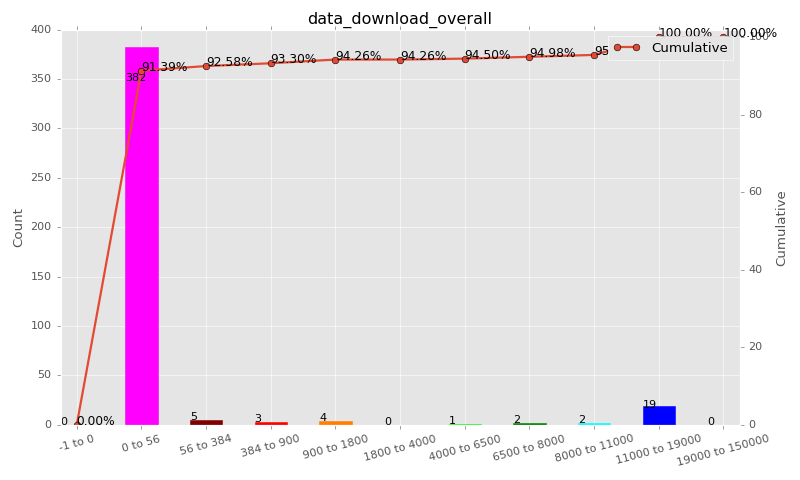 data_download_overall
400
350
300
250
200
150
100
50
0
Count
100
80
60
40
20
0
Cumulative
Cumulative
0
382
5
3
4
0
1
2
2
19
0
0.00%
91.39%
92.58%
93.30%
94.26%
94.26%
94.50%
94.98%
95
100.00%
100.00%
-1 to 0
0 to 56
56 to 384
384 to 900
900 to 1800
1800 to 4000
4000 to 6500
6500 to 8000
8000 to 11000
11000 to 19000
19000 to 150000